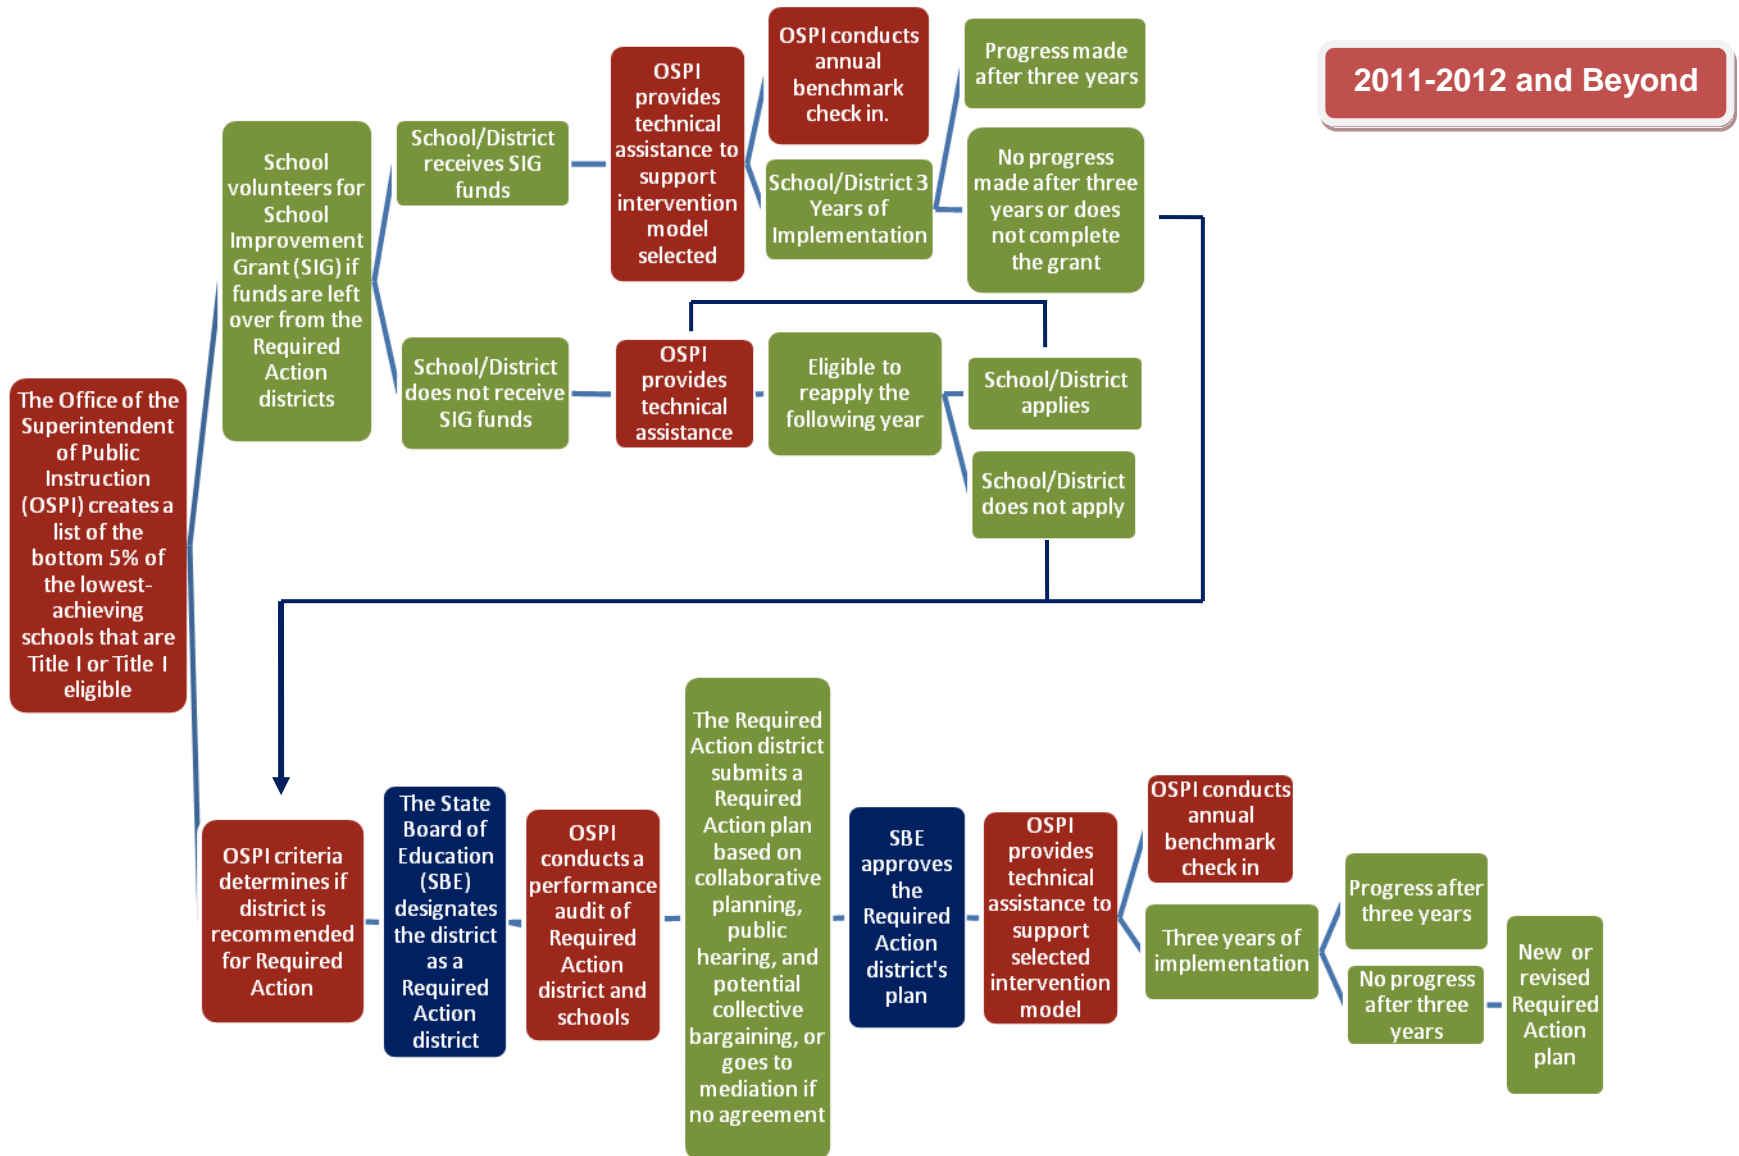 2011-2012 and Beyond
The Office of the
Superintendent
of Public
Instruction
(OSPI) creates a
list of the
bottom 5% of
the lowest-
achieving
schools that are
Title I or Title I
eligible
School
volunteers for
School
Improvement
Grant (SIG) if
funds are left
over from the
Required
Action
districts
School/District
receives SIG
funds
OSPI
provides
technical
assistance to
support
intervention
model
selected
OSPI conducts
annual
benchmark
check in.
School/District 3
Years of
Implementation
Progress made
after three years
No progress
made after three
years or does
not complete
the grant
School/District
does not receive
SIG funds
OSPI
provides
technical
assistance
Eligible to
reapply the
following year
School/District
applies
School/District
does not apply
OSPI criteria
determines if
district is
recommended
for Required
Action
The State
Board of
Education
(SBE)
designates
the district
as a
Required
Action
district
OSPI
conducts a
performance
audit of
Required
Action
district and
schools
The Required
Action district
submits a
Required
Action plan
based on
collaborative
planning,
public
hearing, and
potential
collective
bargaining, or
goes to
mediation if
no agreement
SBE
approves
the
Required
Action
district's
plan
OSPI
provides
technical
assistance to
support
selected
intervention
model
OSPI conducts
annual
benchmark
check in
Three years of
implementation
Progress after
three years
No progress
after three
years
New or
revised
Required
Action
plan